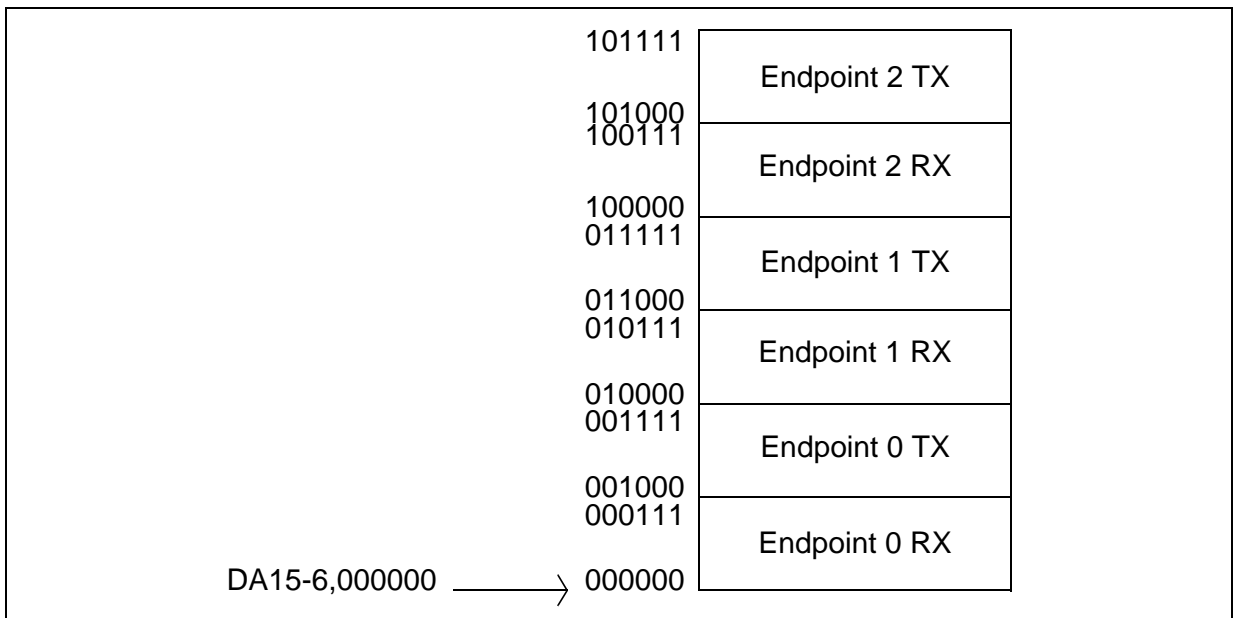 101111
Endpoint 2 TX
101000
100111
Endpoint 2 RX
100000
011111
Endpoint 1 TX
011000
010111
Endpoint 1 RX
010000
001111
Endpoint 0 TX
001000
000111
Endpoint 0 RX
DA15-6,000000
000000